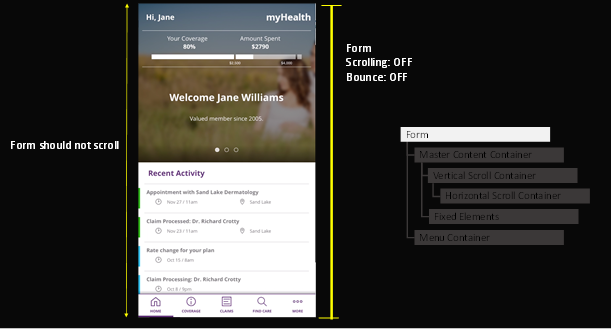 Hi, Jane
myHealth
Your Coverage
80%
Amount Spent
$2790
$2,500
$4,000
Welcome Jane Williams
Valued member since 2005.
Form should not scroll
Recent Activity
Appointment with Sand Lake Dermatology
Nov 27 / 11am
Sand Lake
Claim Processed: Dr. Richard Crotty
Nov 23 / 11am
Sand Lake
Rate change for your plan
Oct 15 / 8am
Claim Processing: Dr. Richard Crotty
Oct 8 / 9pm
HOME
COVERAGE
CLAIMS
FIND CARE
MORE
Form
Scrolling: OFF
Bounce: OFF
Form
Master Content Container
Vertical Scroll Container
Horizontal Scroll Container
Fixed Elements
Menu Container